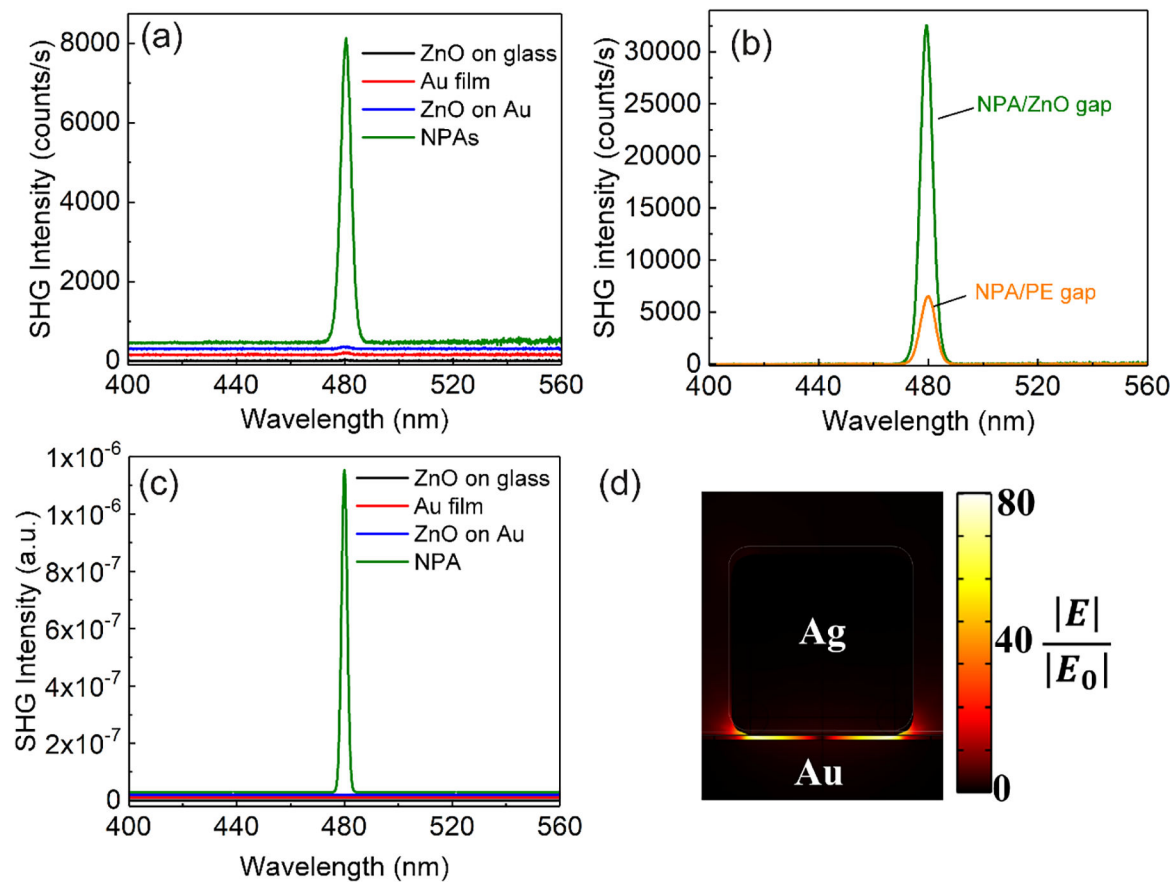 (a)
SHG Intensity (counts/s)
8000
6000
4000
2000
0
ZnO on glass
Au film
ZnO on Au
NPAs
400 440 480 520 560
Wavelength (nm)
(b)
SHG intensity (counts/s)
30000
25000
20000
15000
10000
5000
0
NPA/ZnO gap
NPA/PE gap
400 440 480 520 560
Wavelength (nm)
(c)
SHG Intensity (a.u.)
1x10⁻⁶
1x10⁻⁶
8x10⁻⁷
6x10⁻⁷
4x10⁻⁷
2x10⁻⁷
0
ZnO on glass
Au film
ZnO on Au
NPA
400 440 480 520 560
Wavelength (nm)
(d)
Ag
Au
80
40
0
|E|
|E₀|